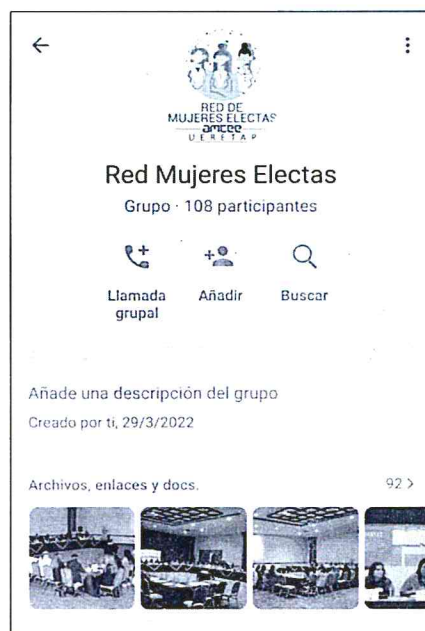 RED DE
MUJERES ELECTAS
amcee
UERETAP
Red Mujeres Electas
Grupo · 108 participantes
Llamada
grupal
Añadir
Buscar
Añade una descripción del grupo
Creado por ti, 29/3/2022
Archivos, enlaces y docs.
92 >